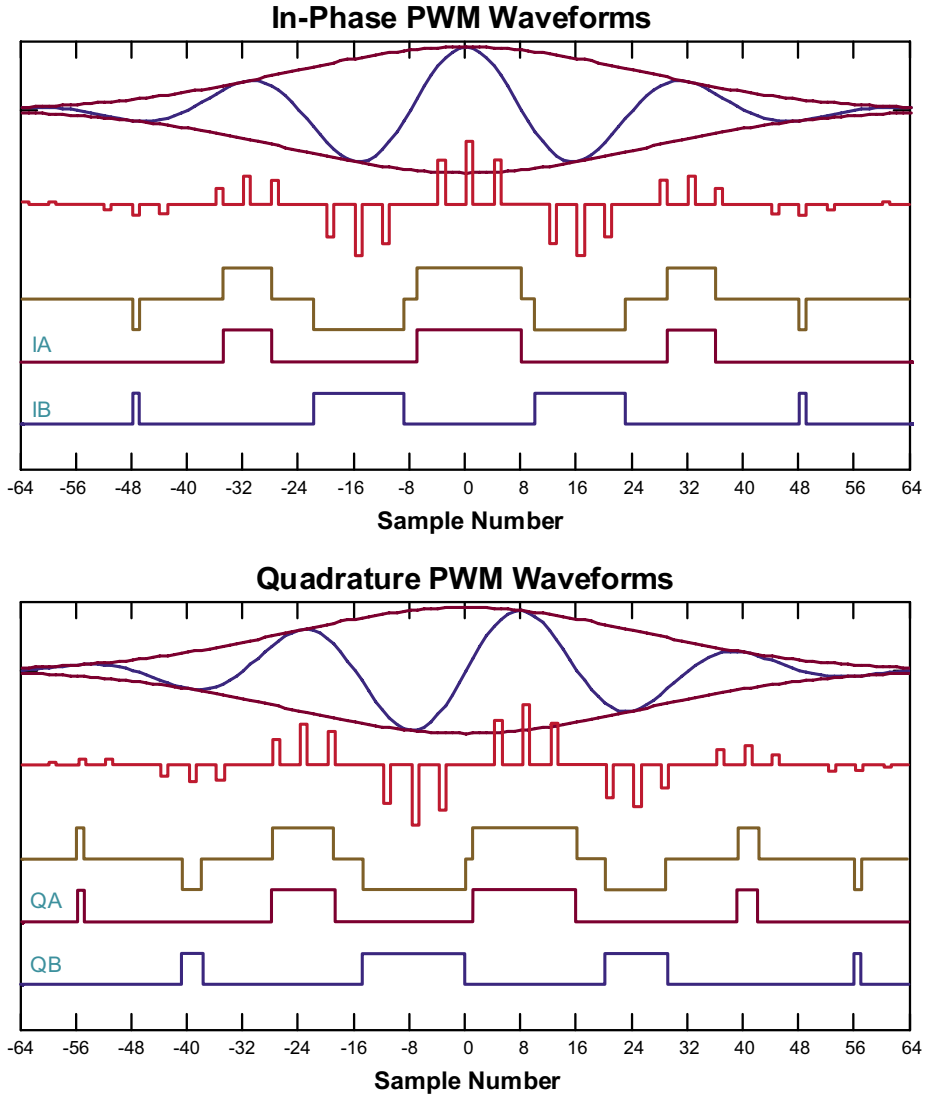 In-Phase PWM Waveforms
IA
IB
-64 -56 -48 -40 -32 -24 -16 -8 0 8 16 24 32 40 48 56 64
Sample Number
Quadrature PWM Waveforms
QA
QB
-64 -56 -48 -40 -32 -24 -16 -8 0 8 16 24 32 40 48 56 64
Sample Number